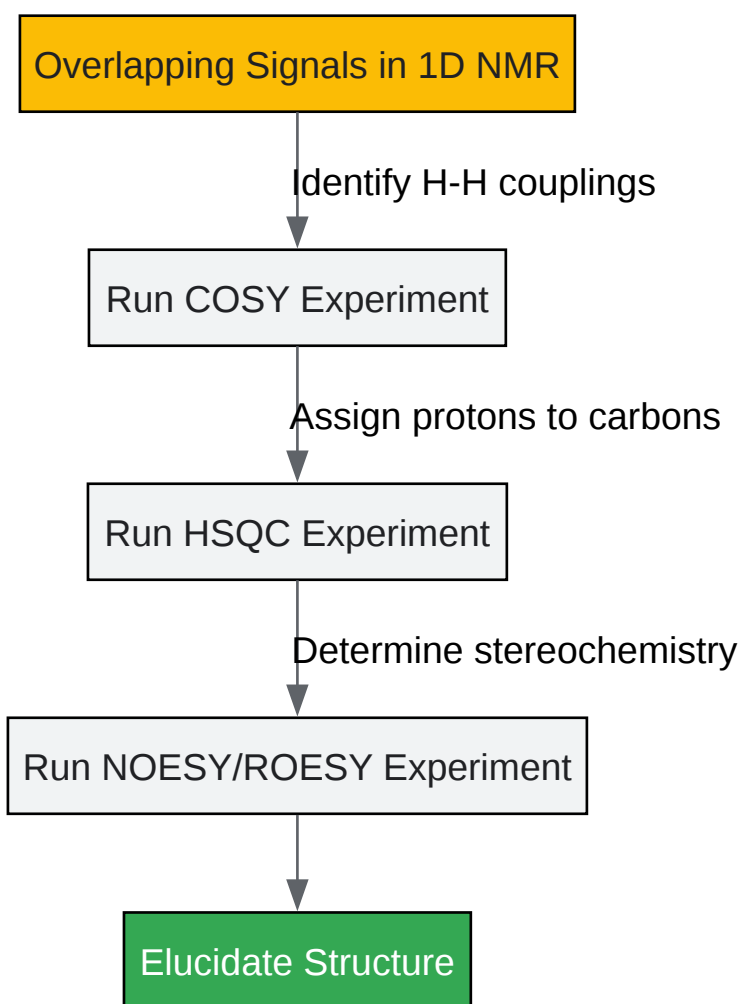 Overlapping Signals in 1D NMR
Identify H-H couplings
Run COSY Experiment
Assign protons to carbons
Run HSQC Experiment
Determine stereochemistry
Run NOESY/ROESY Experiment
Elucidate Structure